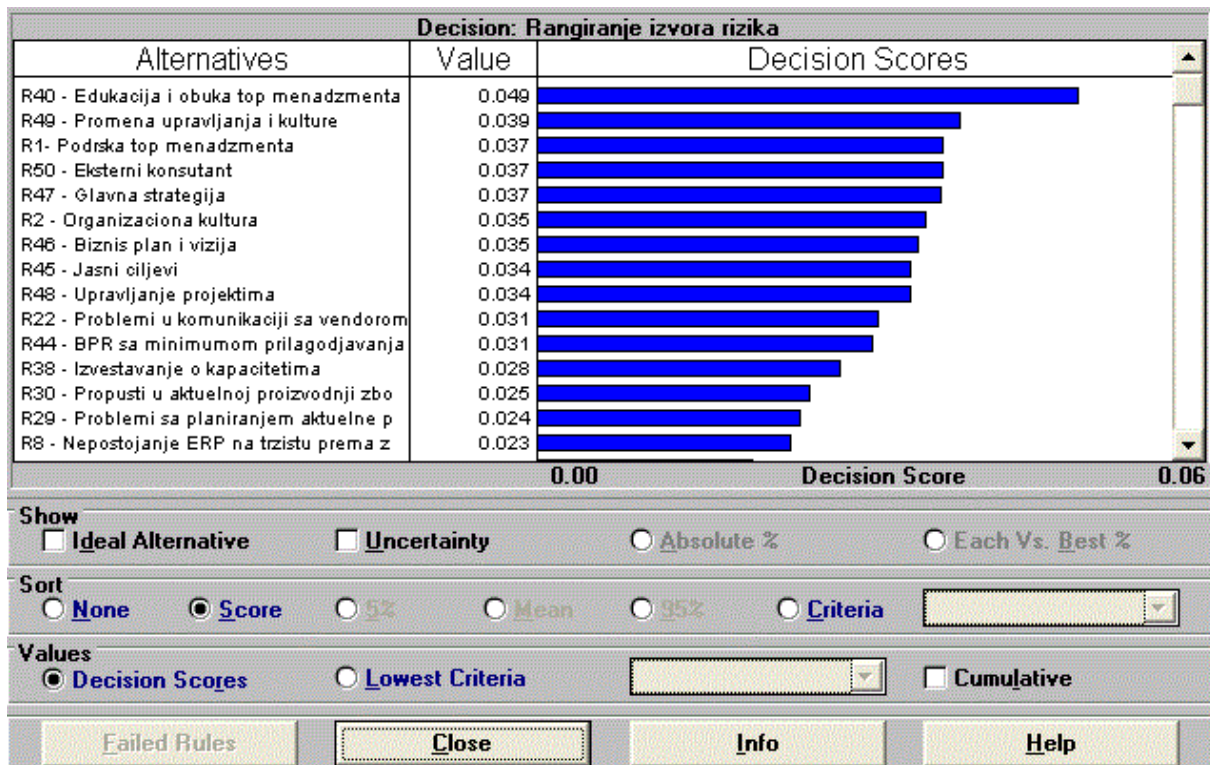 Decision: Rangiranje izvora rizika
Alternatives Value Decision Scores
R40 - Edukacija i obuka top menadzmenta 0.049
R49 - Promena upravljanja i kulture 0.039
R1- Podrska top menadzmenta 0.037
R50 - Eksterni konsutant 0.037
R47 - Glavna strategija 0.037
R2 - Organizaciona kultura 0.035
R46 - Biznis plan i vizija 0.035
R45 - Jasni ciljevi 0.034
R48 - Upravljanje projektima 0.034
R22 - Problemi u komunikaciji sa vendorom 0.031
R44 - BPR sa minimumom prilagodjavanja 0.031
R38 - Izvestavanje o kapacitetima 0.028
R30 - Propusti u aktuelnoj proizvodnji zbo 0.025
R29 - Problemi sa planiranjem aktuelne p 0.024
R8 - Nepostojanje ERP na trzistu prema z 0.023
0.00 Decision Score 0.06
Show
Ideal Alternative Uncertainty Absolute % Each Vs. Best %
Sort
None Score 5% Mean 95% Criteria
Values
Decision Scores Lowest Criteria Cumulative
Failed Rules Close Info Help